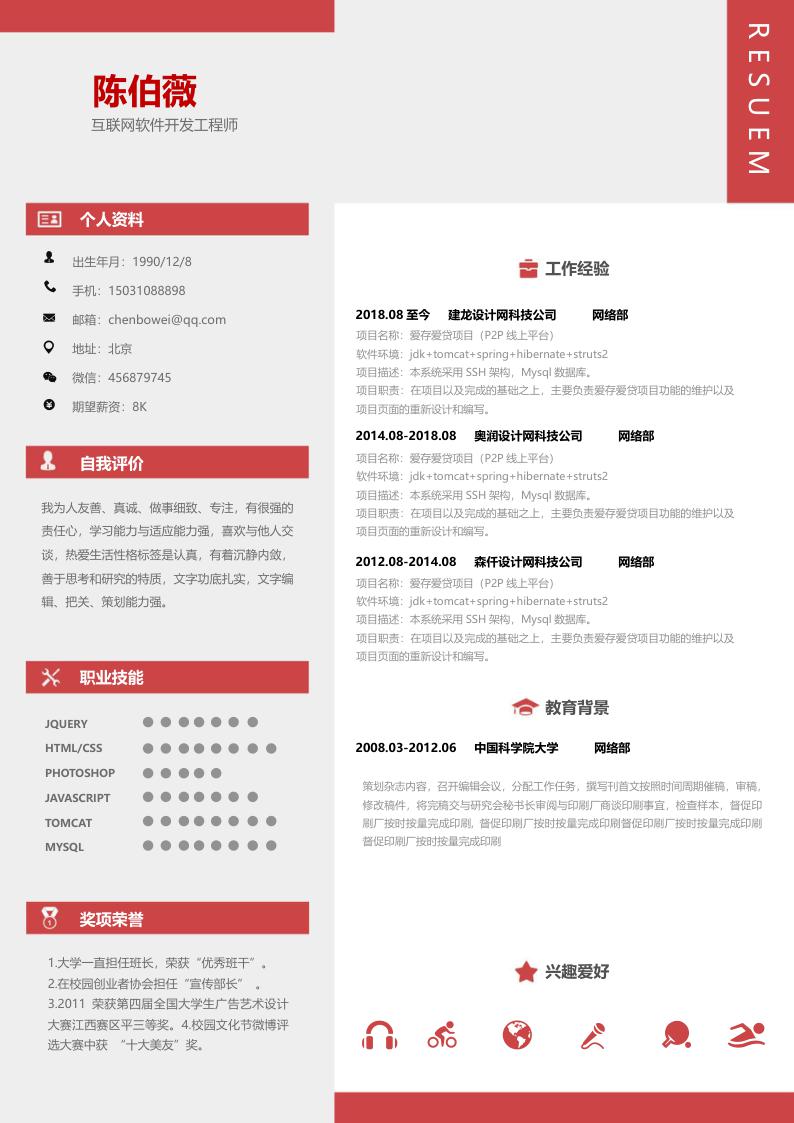 RESUEM
陈伯薇
互联网软件开发工程师
个人资料
出生年月：1990/12/8
手机：15031088898
邮箱：chenbowei@qq.com
地址：北京
微信：456879745
期望薪资：8K
自我评价
我为人友善、真诚、做事细致、专注，有很强的
责任心，学习能力与适应能力强，喜欢与他人交
谈，热爱生活性格标签是认真，有着沉静内敛，
善于思考和研究的特质，文字功底扎实，文字编
辑、把关、策划能力强。
职业技能
JQUERY
HTML/CSS
PHOTOSHOP
JAVASCRIPT
TOMCAT
MYSQL
奖项荣誉
1
1.大学一直担任班长，荣获“优秀班干”。
2.在校园创业者协会担任“宣传部长” 。
3.2011 荣获第四届全国大学生广告艺术设计
大赛江西赛区平三等奖。4.校园文化节微博评
选大赛中获 “十大美友”奖。
工作经验
2018.08 至今 建龙设计网科技公司 网络部
项目名称：爱存爱贷项目（P2P 线上平台）
软件环境：jdk+tomcat+spring+hibernate+struts2
项目描述：本系统采用 SSH 架构，Mysql 数据库。
项目职责：在项目以及完成的基础之上，主要负责爱存爱贷项目功能的维护以及
项目页面的重新设计和编写。
2014.08-2018.08 奥润设计网科技公司 网络部
项目名称：爱存爱贷项目（P2P 线上平台）
软件环境：jdk+tomcat+spring+hibernate+struts2
项目描述：本系统采用 SSH 架构，Mysql 数据库。
项目职责：在项目以及完成的基础之上，主要负责爱存爱贷项目功能的维护以及
项目页面的重新设计和编写。
2012.08-2014.08 森仟设计网科技公司 网络部
项目名称：爱存爱贷项目（P2P 线上平台）
软件环境：jdk+tomcat+spring+hibernate+struts2
项目描述：本系统采用 SSH 架构，Mysql 数据库。
项目职责：在项目以及完成的基础之上，主要负责爱存爱贷项目功能的维护以及
项目页面的重新设计和编写。
教育背景
2008.03-2012.06 中国科学院大学 网络部
策划杂志内容，召开编辑会议，分配工作任务，撰写刊首文按照时间周期催稿，审稿，
修改稿件，将完稿交与研究会秘书长审阅与印刷厂商谈印刷事宜，检查样本，督促印
刷厂按时按量完成印刷，督促印刷厂按时按量完成印刷督促印刷厂按时按量完成印刷
督促印刷厂按时按量完成印刷
兴趣爱好